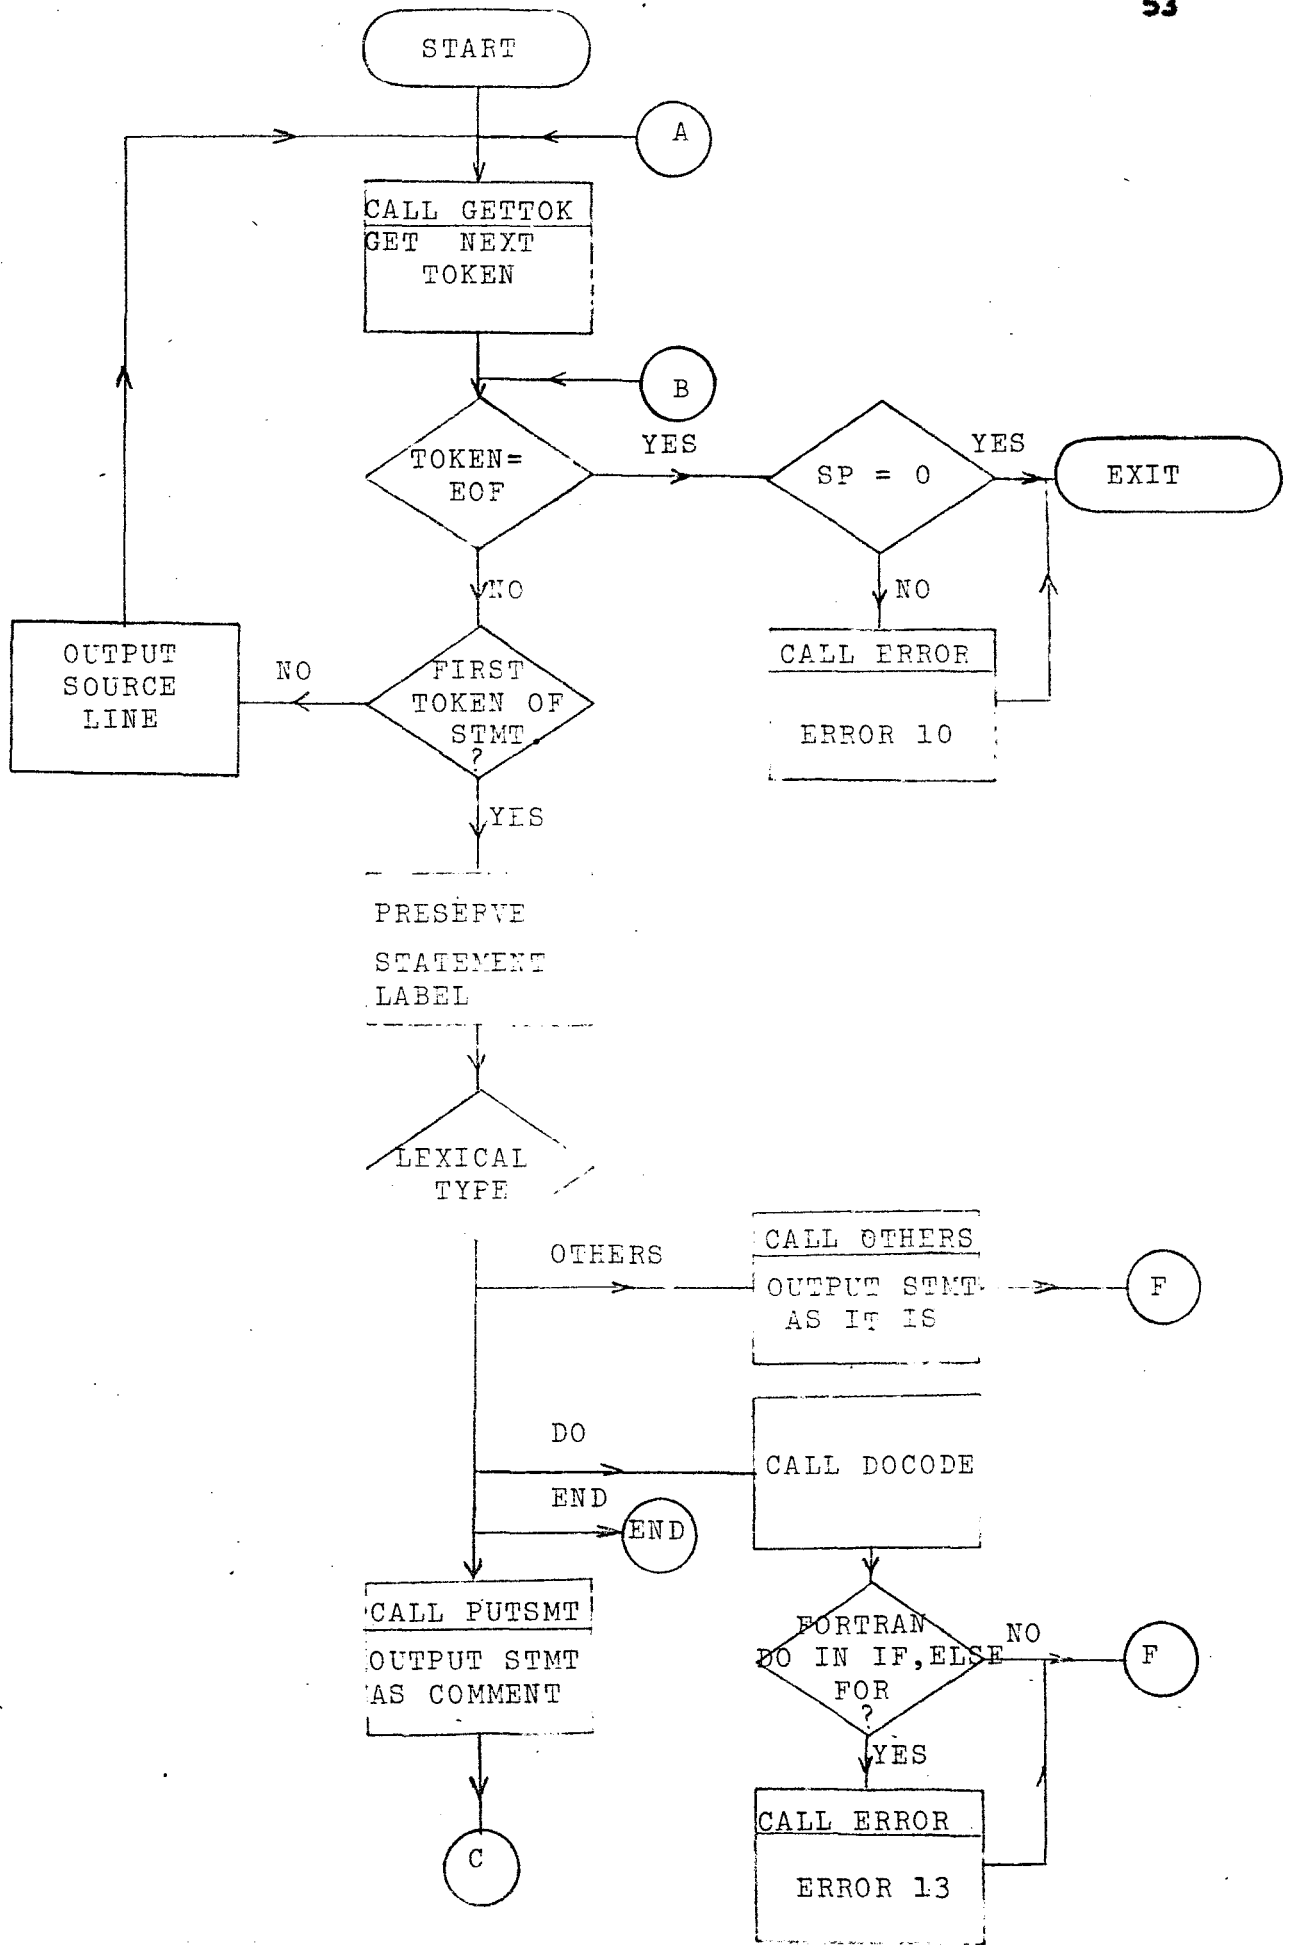 53
START
A
CALL GETTOK
GET NEXT
TOKEN
B
TOKEN=
EOF
YES
SP = 0
YES
EXIT
NO
NO
OUTPUT
SOURCE
LINE
NO
FIRST
TOKEN OF
STMT.
?
CALL ERROR
ERROR 10
YES
PRESERVE
STATEMENT
LABEL
LEXICAL
TYPE
OTHERS
CALL OTHERS
OUTPUT STMT
AS IT IS
F
DO
CALL DOCODE
END
END
CALL PUTSMT
OUTPUT STMT
AS COMMENT
FORTRAN
DO IN IF,ELSE
FOR
?
NO
F
YES
C
CALL ERROR
ERROR 13